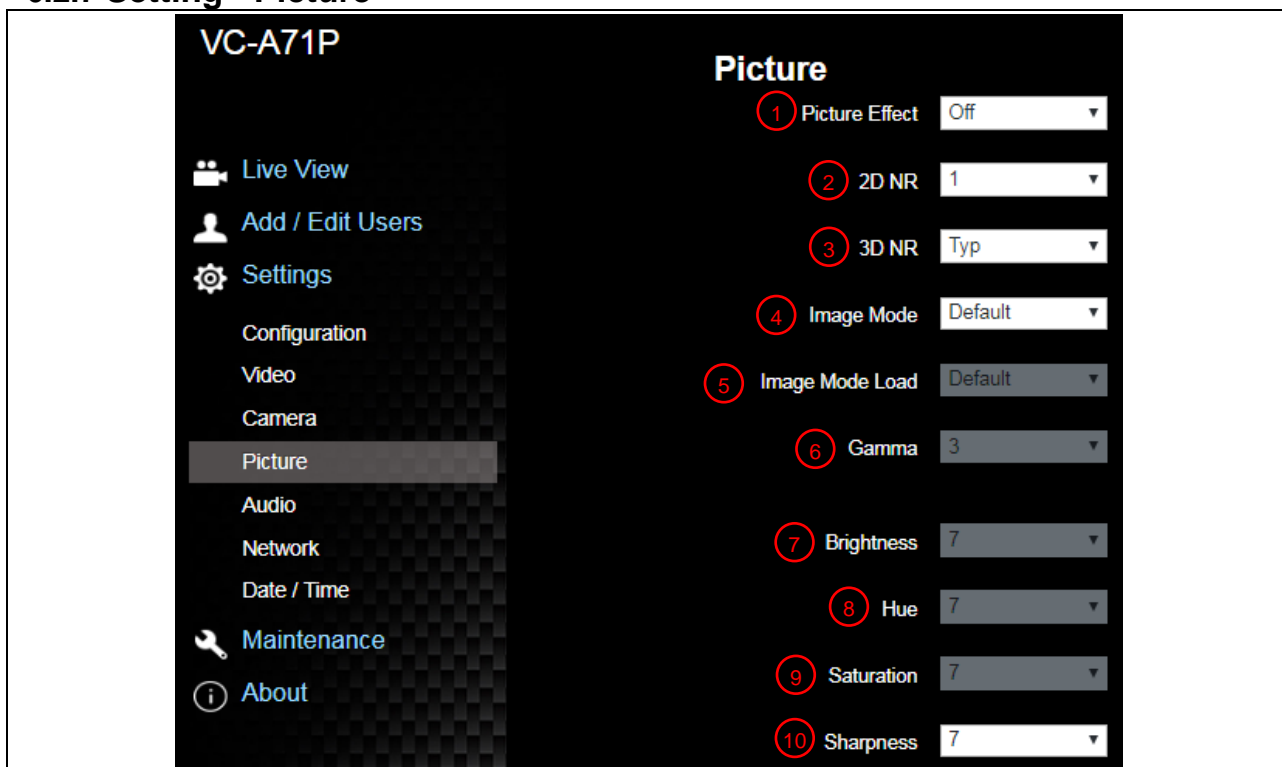 VC-A71P
Live View
Add / Edit Users
Settings
Configuration
Video
Camera
Picture
Audio
Network
Date / Time
Maintenance
About
Picture
1 Picture Effect Off
2 2D NR 1
3 3D NR Typ
4 Image Mode Default
5 Image Mode Load Default
6 Gamma 3
7 Brightness 7
8 Hue 7
9 Saturation 7
10 Sharpness 7